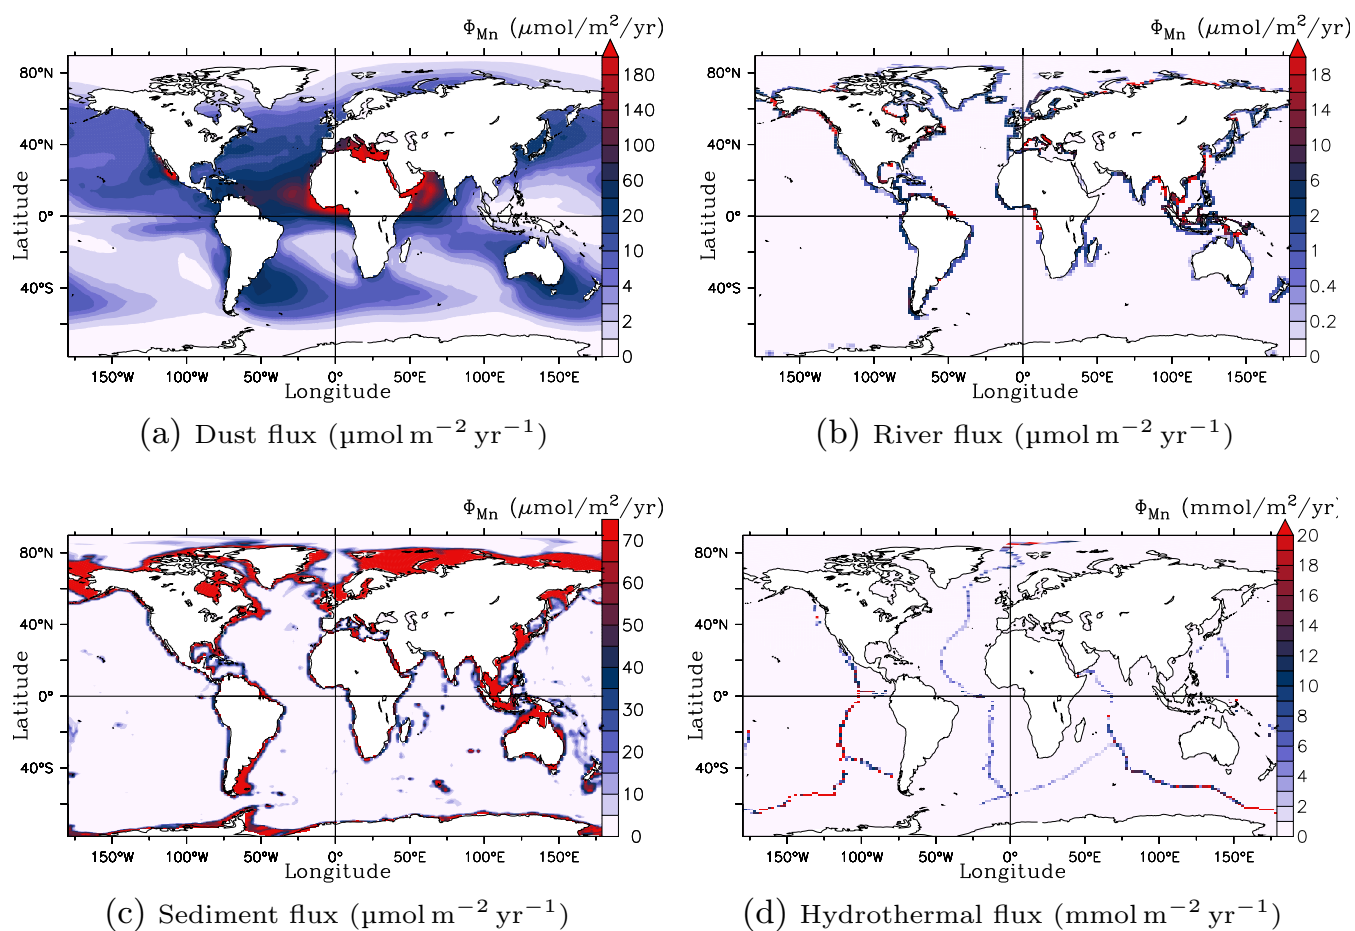 Φ_Mn (μmol/m²/yr)
80°N
40°N
0°
40°S
Latitude
180
140
100
60
20
10
4
2
0
150°W 100°W 50°W 0° 50°E 100°E 150°E
Longitude
(a) Dust flux (µmol m⁻² yr⁻¹)
Φ_Mn (μmol/m²/yr)
80°N
40°N
0°
40°S
Latitude
18
14
10
6
2
1
0.4
0.2
0
150°W 100°W 50°W 0° 50°E 100°E 150°E
Longitude
(b) River flux (µmol m⁻² yr⁻¹)
Φ_Mn (μmol/m²/yr)
80°N
40°N
0°
40°S
Latitude
70
60
50
40
30
20
10
0
150°W 100°W 50°W 0° 50°E 100°E 150°E
Longitude
(c) Sediment flux (µmol m⁻² yr⁻¹)
Φ_Mn (mmol/m²/yr)
80°N
40°N
0°
40°S
Latitude
20
18
16
14
12
10
8
6
4
2
0
150°W 100°W 50°W 0° 50°E 100°E 150°E
Longitude
(d) Hydrothermal flux (mmol m⁻² yr⁻¹)